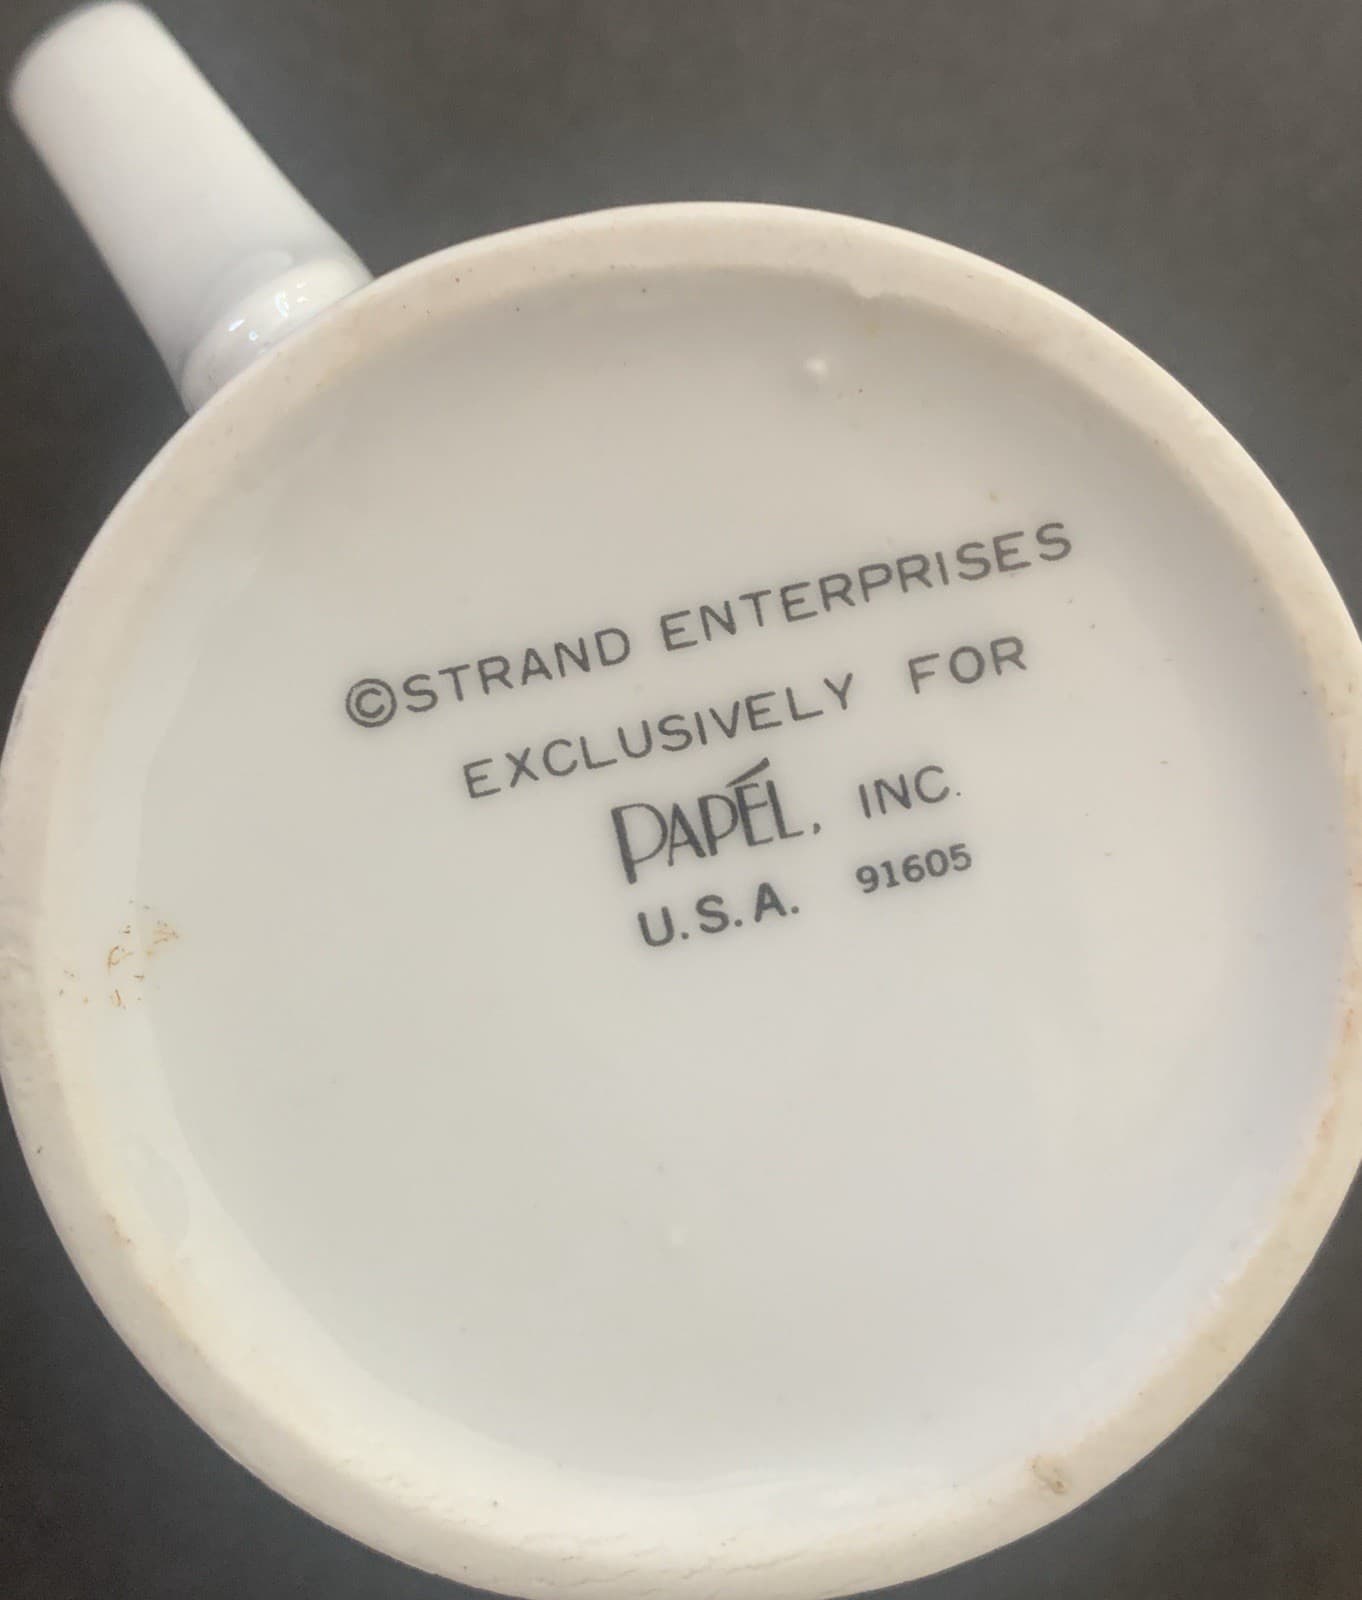 ©STRAND ENTERPRISES
EXCLUSIVELY FOR
PAPÉL, INC.
U.S.A. 91605